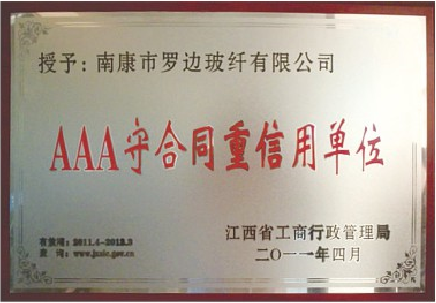 授予：南康市罗边玻纤有限公司
AAA守合同重信用单位
有效期：2011.4-2013.3
江西省工商行政管理局
查 询：www.jxaic.gov.cn
二〇一一年四月